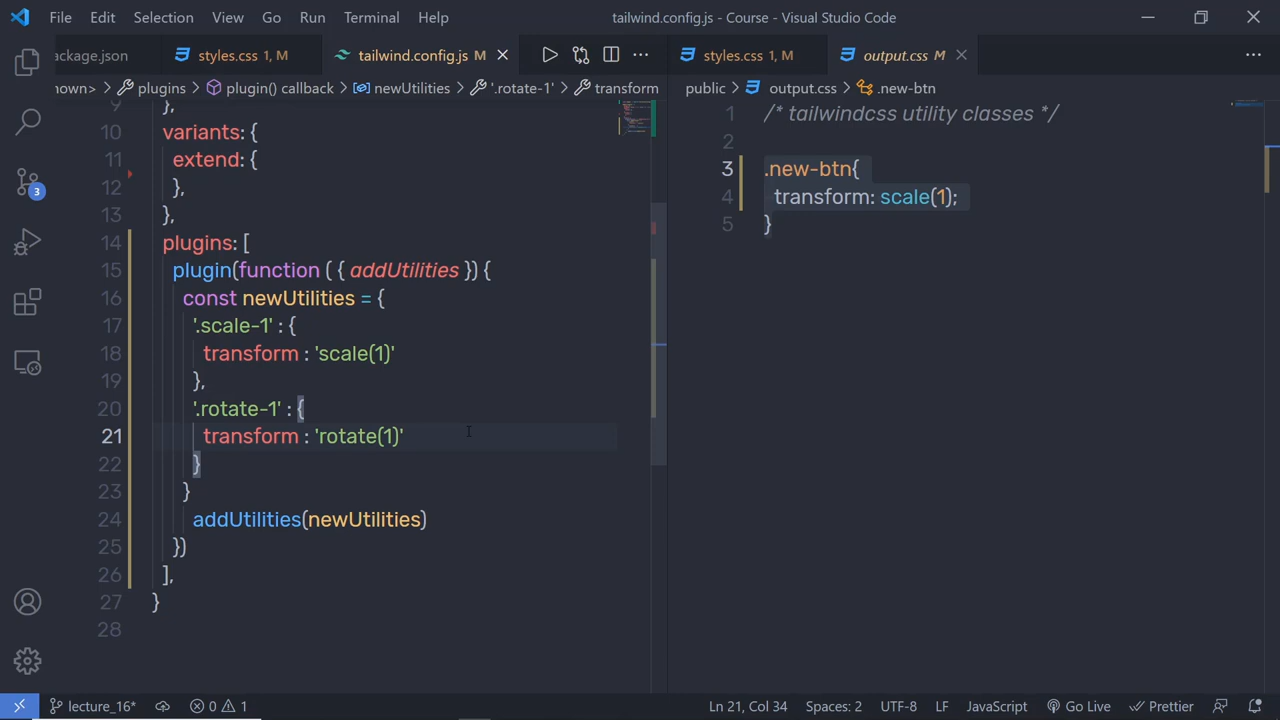 File Edit Selection View Go Run Terminal Help tailwind.config.js - Course - Visual Studio Code
ackage.json styles.css 1, M tailwind.config.js M styles.css 1, M output.css M
nown> > plugins > plugin() callback > newUtilities > '.rotate-1' > transform
public > output.css > .new-btn
9 },
10 variants: {
11 extend: {
12 },
13 },
14 plugins: [
15 plugin(function ( { addUtilities }) {
16 const newUtilities = {
17 '.scale-1' : {
18 transform : 'scale(1)'
19 },
20 '.rotate-1' : {
21 transform : 'rotate(1)'
22 }
23 }
24 addUtilities(newUtilities)
25 })
26 ],
27 }
28
1 /* tailwindcss utility classes */
2
3 .new-btn{
4 transform: scale(1);
5 }
3
lecture_16* 0 1 Ln 21, Col 34 Spaces: 2 UTF-8 LF JavaScript Go Live Prettier